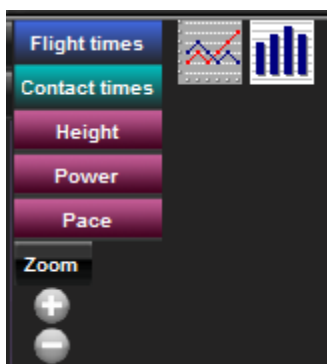 Flight times
Contact times
Height
Power
Pace
Zoom